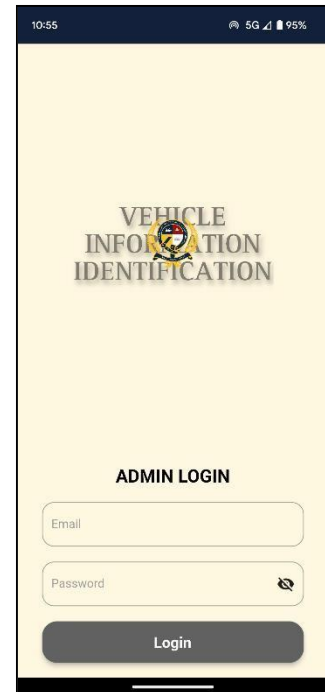 10:55
5G 95%
VEHICLE
IDENTIFICATION
ADMIN LOGIN
Email
Password
Login